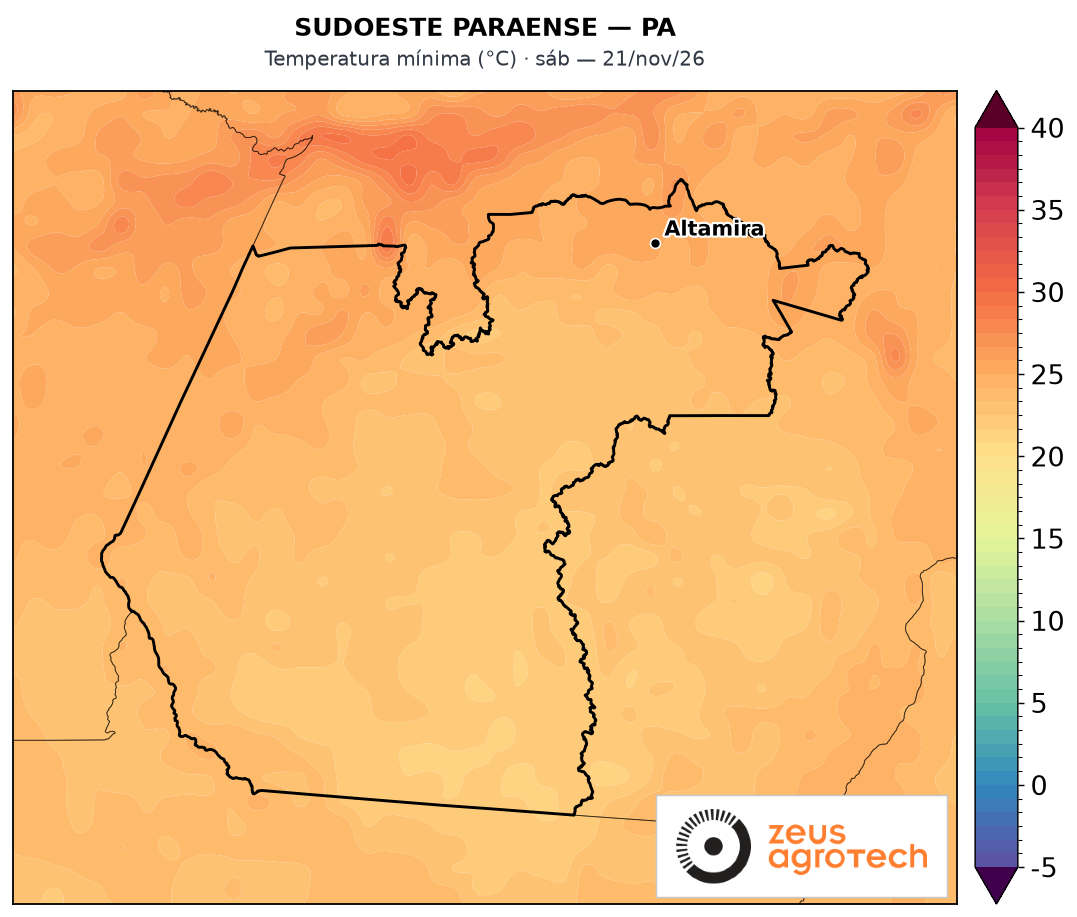 SUDOESTE PARAENSE — PA
Temperatura mínima (°C) · sáb — 21/nov/26
Altamira
40
35
30
25
20
15
10
5
0
-5
zeus
agrotech